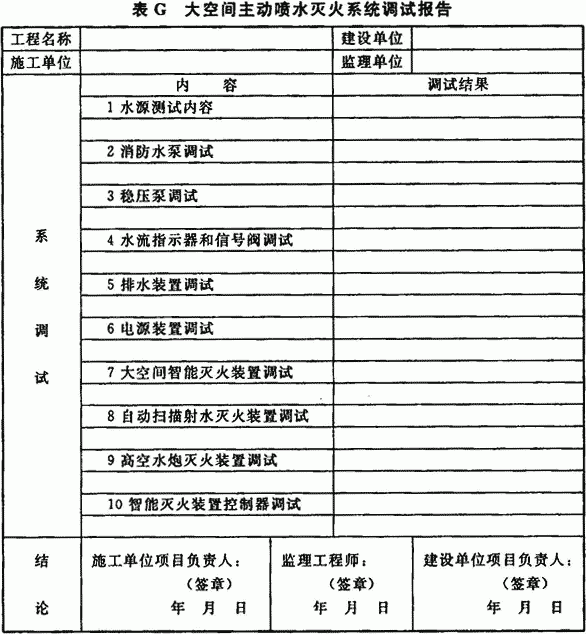 表 G 大空间主动喷水灭火系统调试报告
工程名称 建设单位
施工单位 监理单位
内 容 调试结果
1 水源测试内容
2 消防水泵调试
3 稳压泵调试
4 水流指示器和信号阀调试
5 排水装置调试
6 电源装置调试
7 大空间智能灭火装置调试
8 自动扫描射水灭火装置调试
9 高空水炮灭火装置调试
10 智能灭火装置控制器调试
系
统
调
试
结
论
施工单位项目负责人:
(签章)
年 月 日
监理工程师:
(签章)
年 月 日
建设单位项目负责人:
(签章)
年 月 日